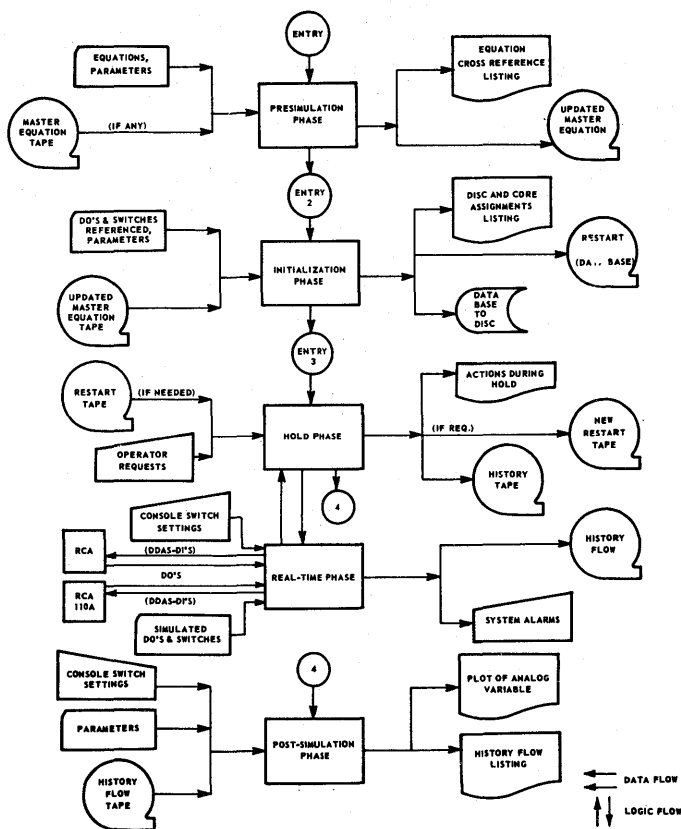 ENTRY
EQUATIONS,
PARAMETERS
EQUATION
CROSS REFERENCE
LISTING
MASTER
EQUATION
TAPE
(IF ANY)
PRESIMULATION
PHASE
UPDATED
MASTER
EQUATION
ENTRY
2
DO'S & SWITCHES
REFERENCED,
PARAMETERS
DISC AND CORE
ASSIGNMENTS
LISTING
RESTART
BASE)
INITIALIZATION
PHASE
UPDATED
MASTER
EQUATION
TAPE
DATA
BASE
TO
DISC
ENTRY
3
RESTART
TAPE
(IF NEEDED)
ACTIONS DURING
HOLD
HOLD PHASE
(IF REQ.)
NEW
RESTART
TAPE
OPERATOR
REQUESTS
HISTORY
TAPE
4
CONSOLE SWITCH
SETTINGS
RCA
(DDAS-DI'S)
DO'S
REAL-TIME PHASE
HISTORY
FLOW
RCA
110A
(DDAS-DI'S)
SIMULATED
DO'S & SWITCHES
SYSTEM ALARMS
CONSOLE SWITCH
SETTINGS
4
PLOT OF ANALOG
VARIABLE
PARAMETERS
POST-SIMULATION
PHASE
HISTORY FLOW
LISTING
HISTORY
FLOW
TAPE
DATA FLOW
LOGIC FLOW